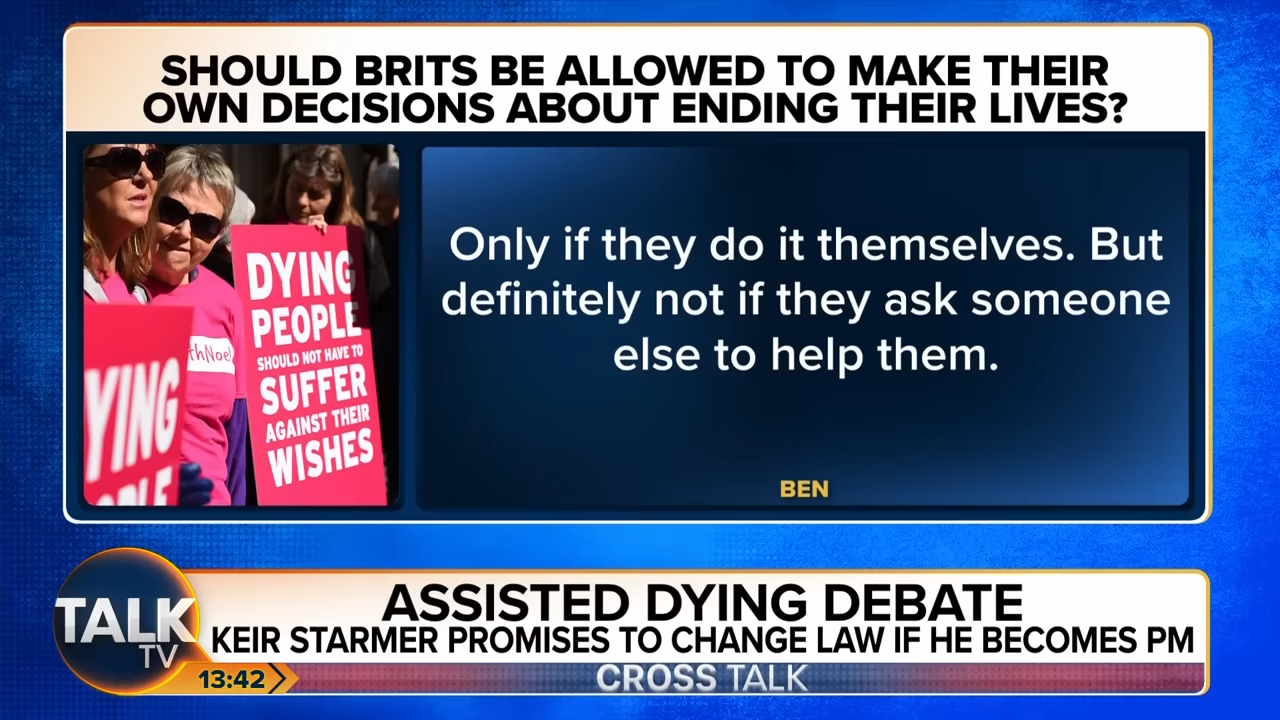 SHOULD BRITS BE ALLOWED TO MAKE THEIR
OWN DECISIONS ABOUT ENDING THEIR LIVES?
DYING
PEOPLE
SHOULD NOT HAVE TO
SUFFER
AGAINST THEIR
WISHES
Only if they do it themselves. But
definitely not if they ask someone
else to help them.
BEN
ASSISTED DYING DEBATE
KEIR STARMER PROMISES TO CHANGE LAW IF HE BECOMES PM
TALK
TV
13:42
CROSS TALK